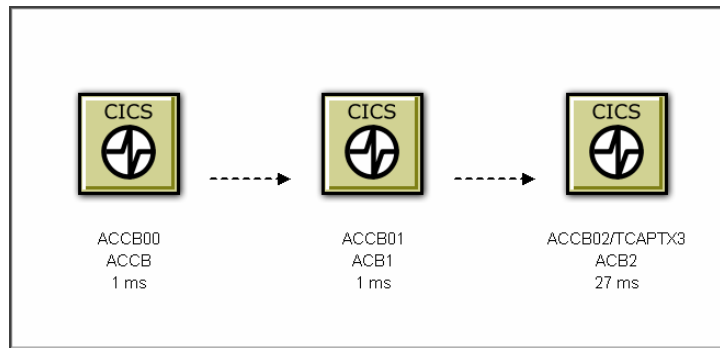 CICS
ACCB00
ACCB
1 ms
CICS
ACCB01
ACB1
1 ms
CICS
ACCB02/TCAPTX3
ACB2
27 ms